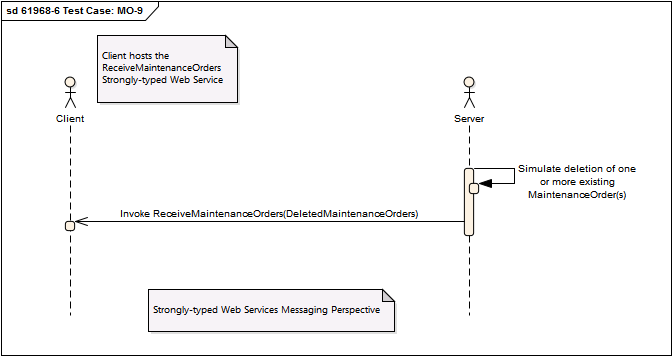 sd 61968-6 Test Case: MO-9
Client hosts the
ReceiveMaintenanceOrders
Strongly-typed Web Service
Client
Server
Simulate deletion of one
or more existing
MaintenanceOrder(s)
Invoke ReceiveMaintenanceOrders(DeletedMaintenanceOrders)
Strongly-typed Web Services Messaging Perspective